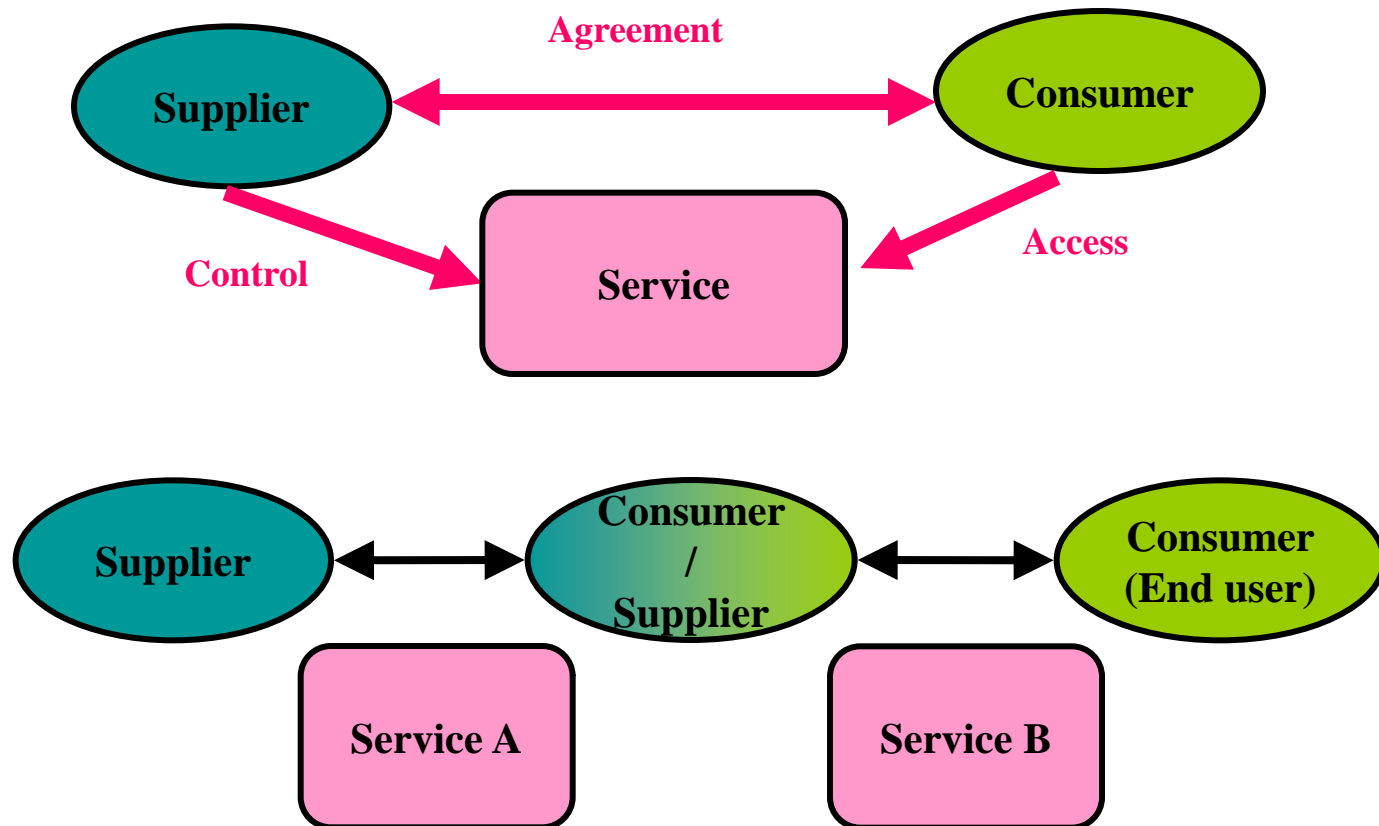 Agreement
Supplier
Consumer
Control
Service
Access
Supplier
Consumer
/
Supplier
Consumer
(End user)
Service A
Service B